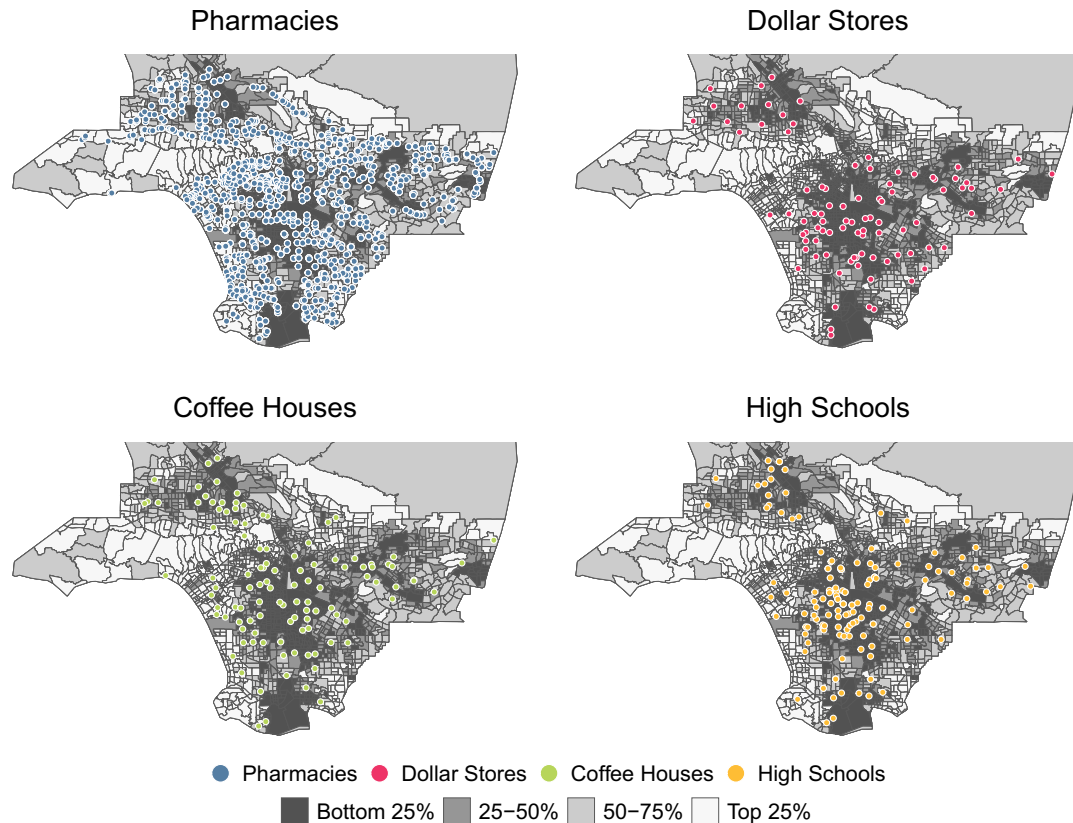 Pharmacies
Dollar Stores
Coffee Houses
High Schools
Pharmacies Dollar Stores Coffee Houses High Schools
Bottom 25% 25−50% 50−75% Top 25%